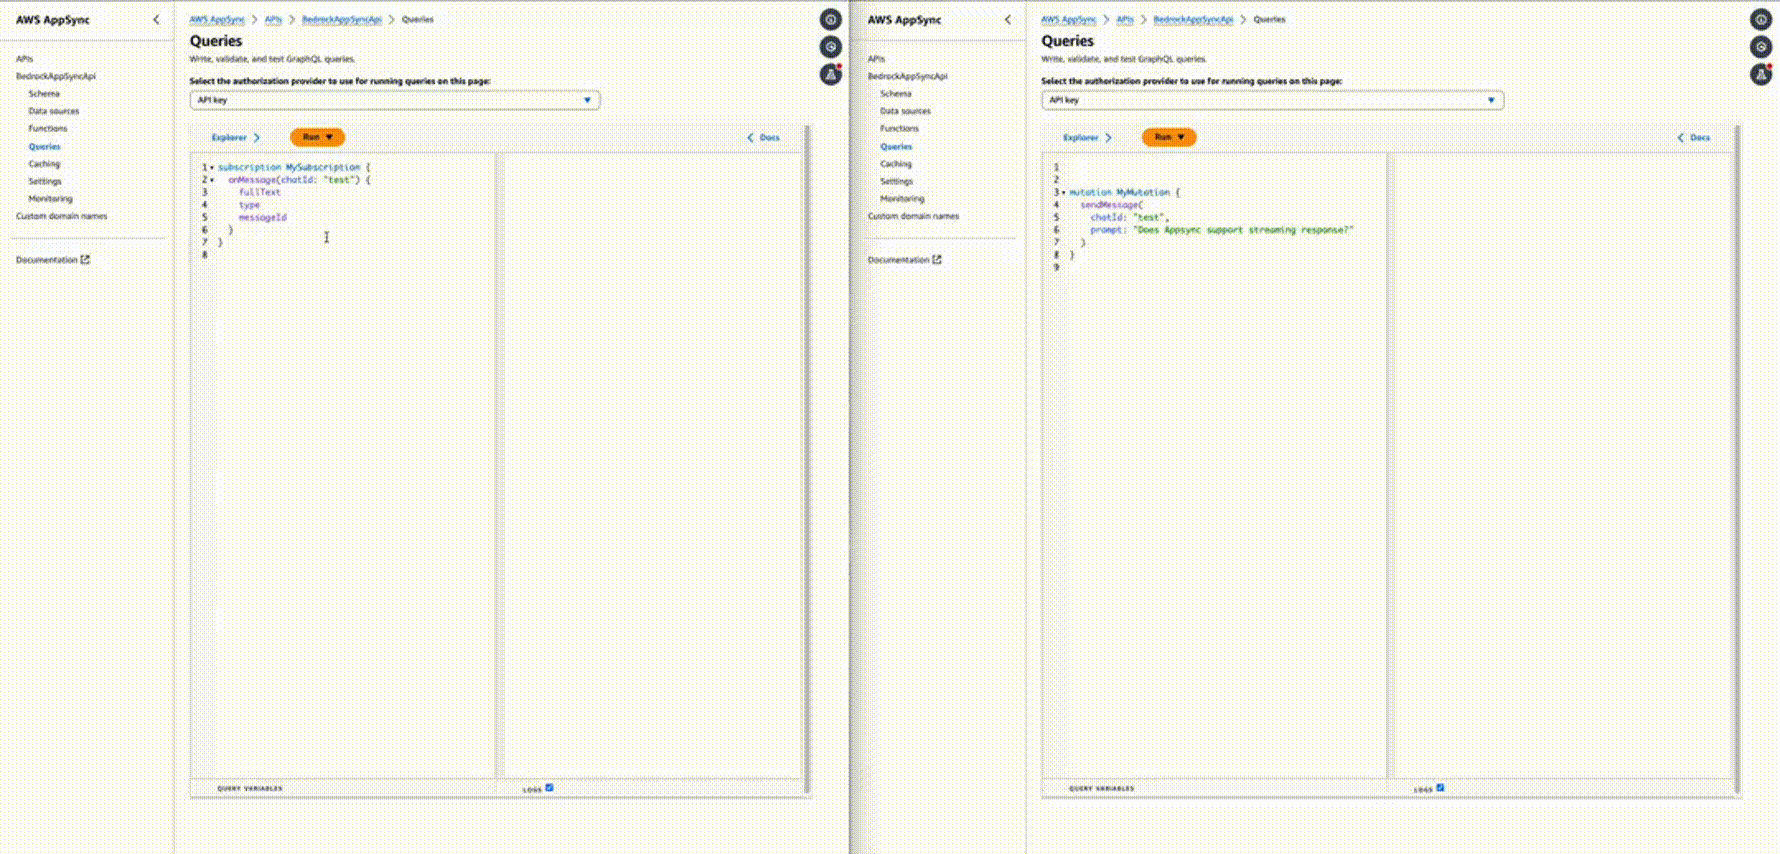 AWS AppSync
APIs
BedrockAppSyncApi
Schema
Data sources
Functions
Queries
Caching
Settings
Monitoring
Custom domain names
Documentation
AWS AppSync > APIs > BedrockAppSyncApi > Queries
Queries
Write, validate, and test GraphQL queries.
Select the authorization provider to use for running queries on this page:
API key
Explorer > Run < Docs
1 subscription MySubscription {
2 onMessage(chatId: "test") {
3 fullText
4 type
5 messageId
6 }
7 }
8
QUERY VARIABLES LOGS
AWS AppSync
APIs
BedrockAppSyncApi
Schema
Data sources
Functions
Queries
Caching
Settings
Monitoring
Custom domain names
Documentation
AWS AppSync > APIs > BedrockAppSyncApi > Queries
Queries
Write, validate, and test GraphQL queries.
Select the authorization provider to use for running queries on this page:
API key
Explorer > Run < Docs
1
2
3 mutation MyMutation {
4 sendMessage(
5 chatId: "test",
6 prompt: "Does Appsync support streaming response?"
7 )
8 }
9
QUERY VARIABLES LOGS